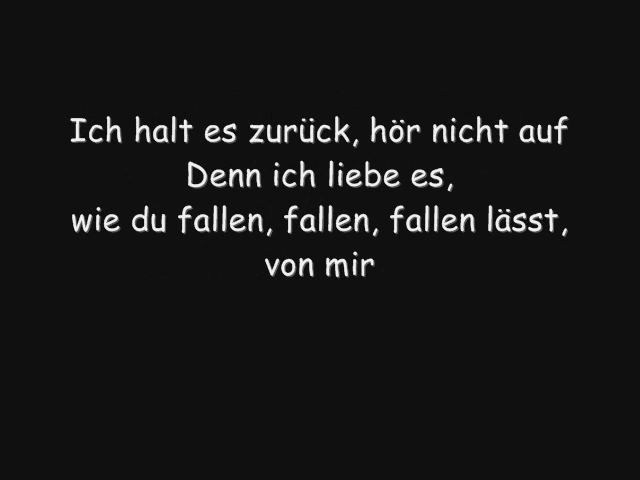 Ich halt es zurück, hör nicht auf
Denn ich liebe es,
wie du fallen, fallen, fallen lässt,
von mir